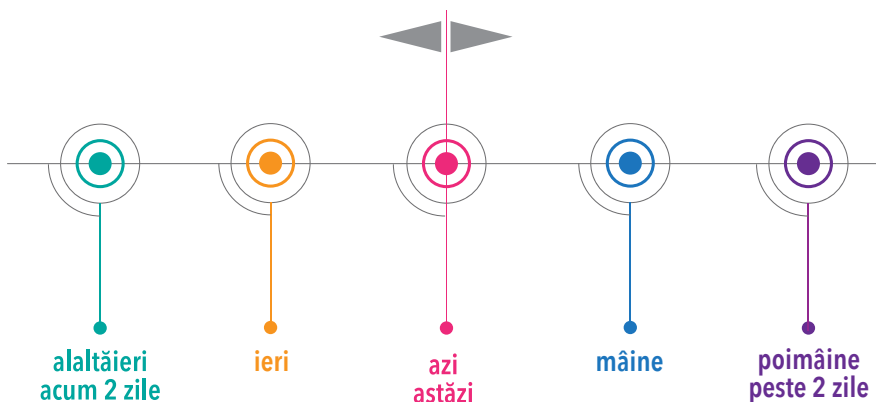 alaltăieri
acum 2 zile
ieri
azi
astăzi
mâine
poimâine
peste 2 zile